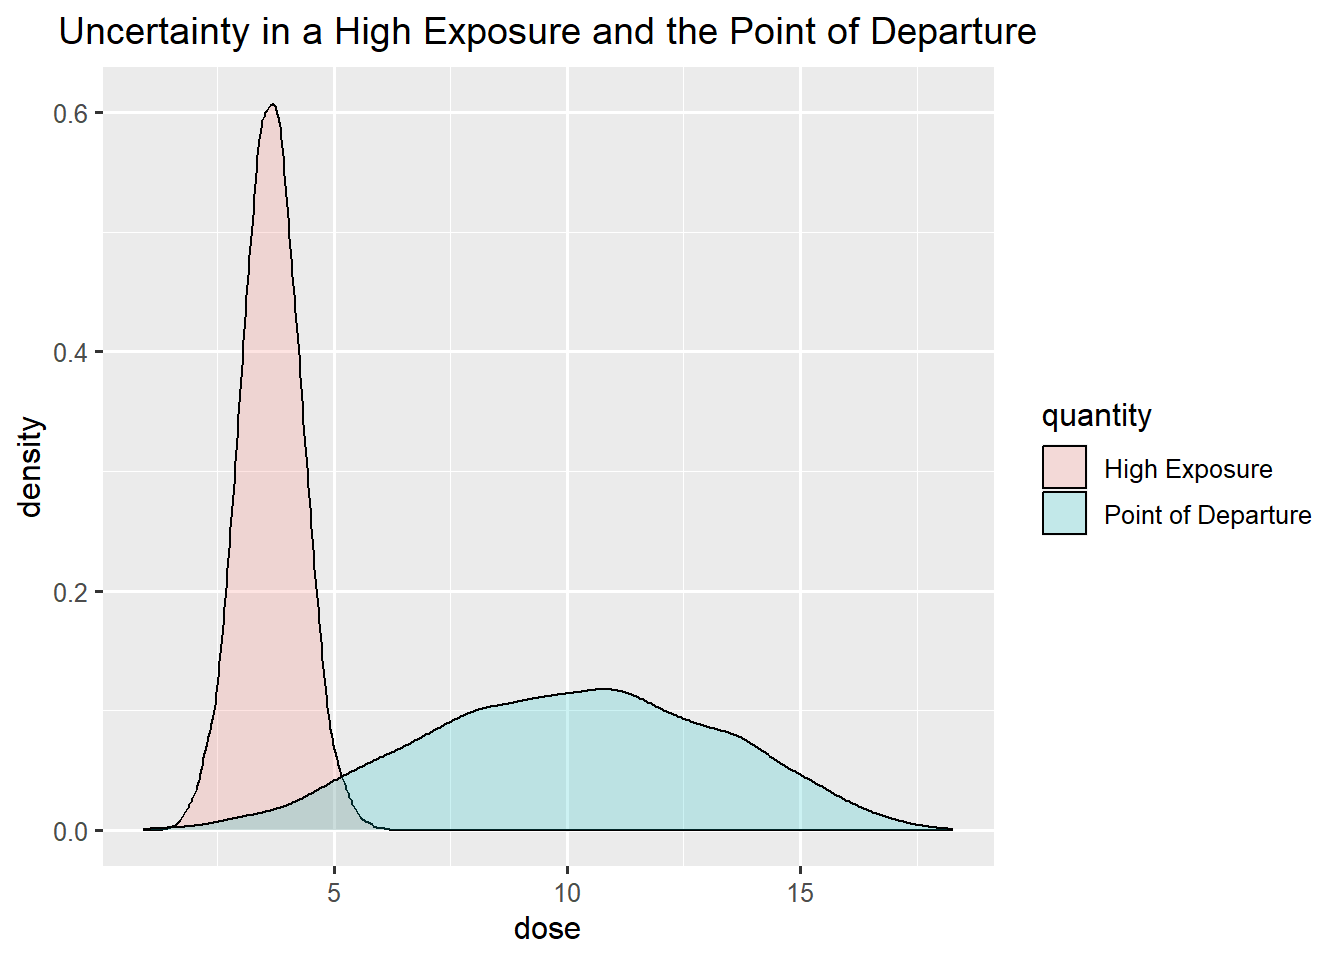 Uncertainty in a High Exposure and the Point of Departure
0.6
0.4
0.2
0.0
density
5 10 15
dose
quantity
High Exposure
Point of Departure